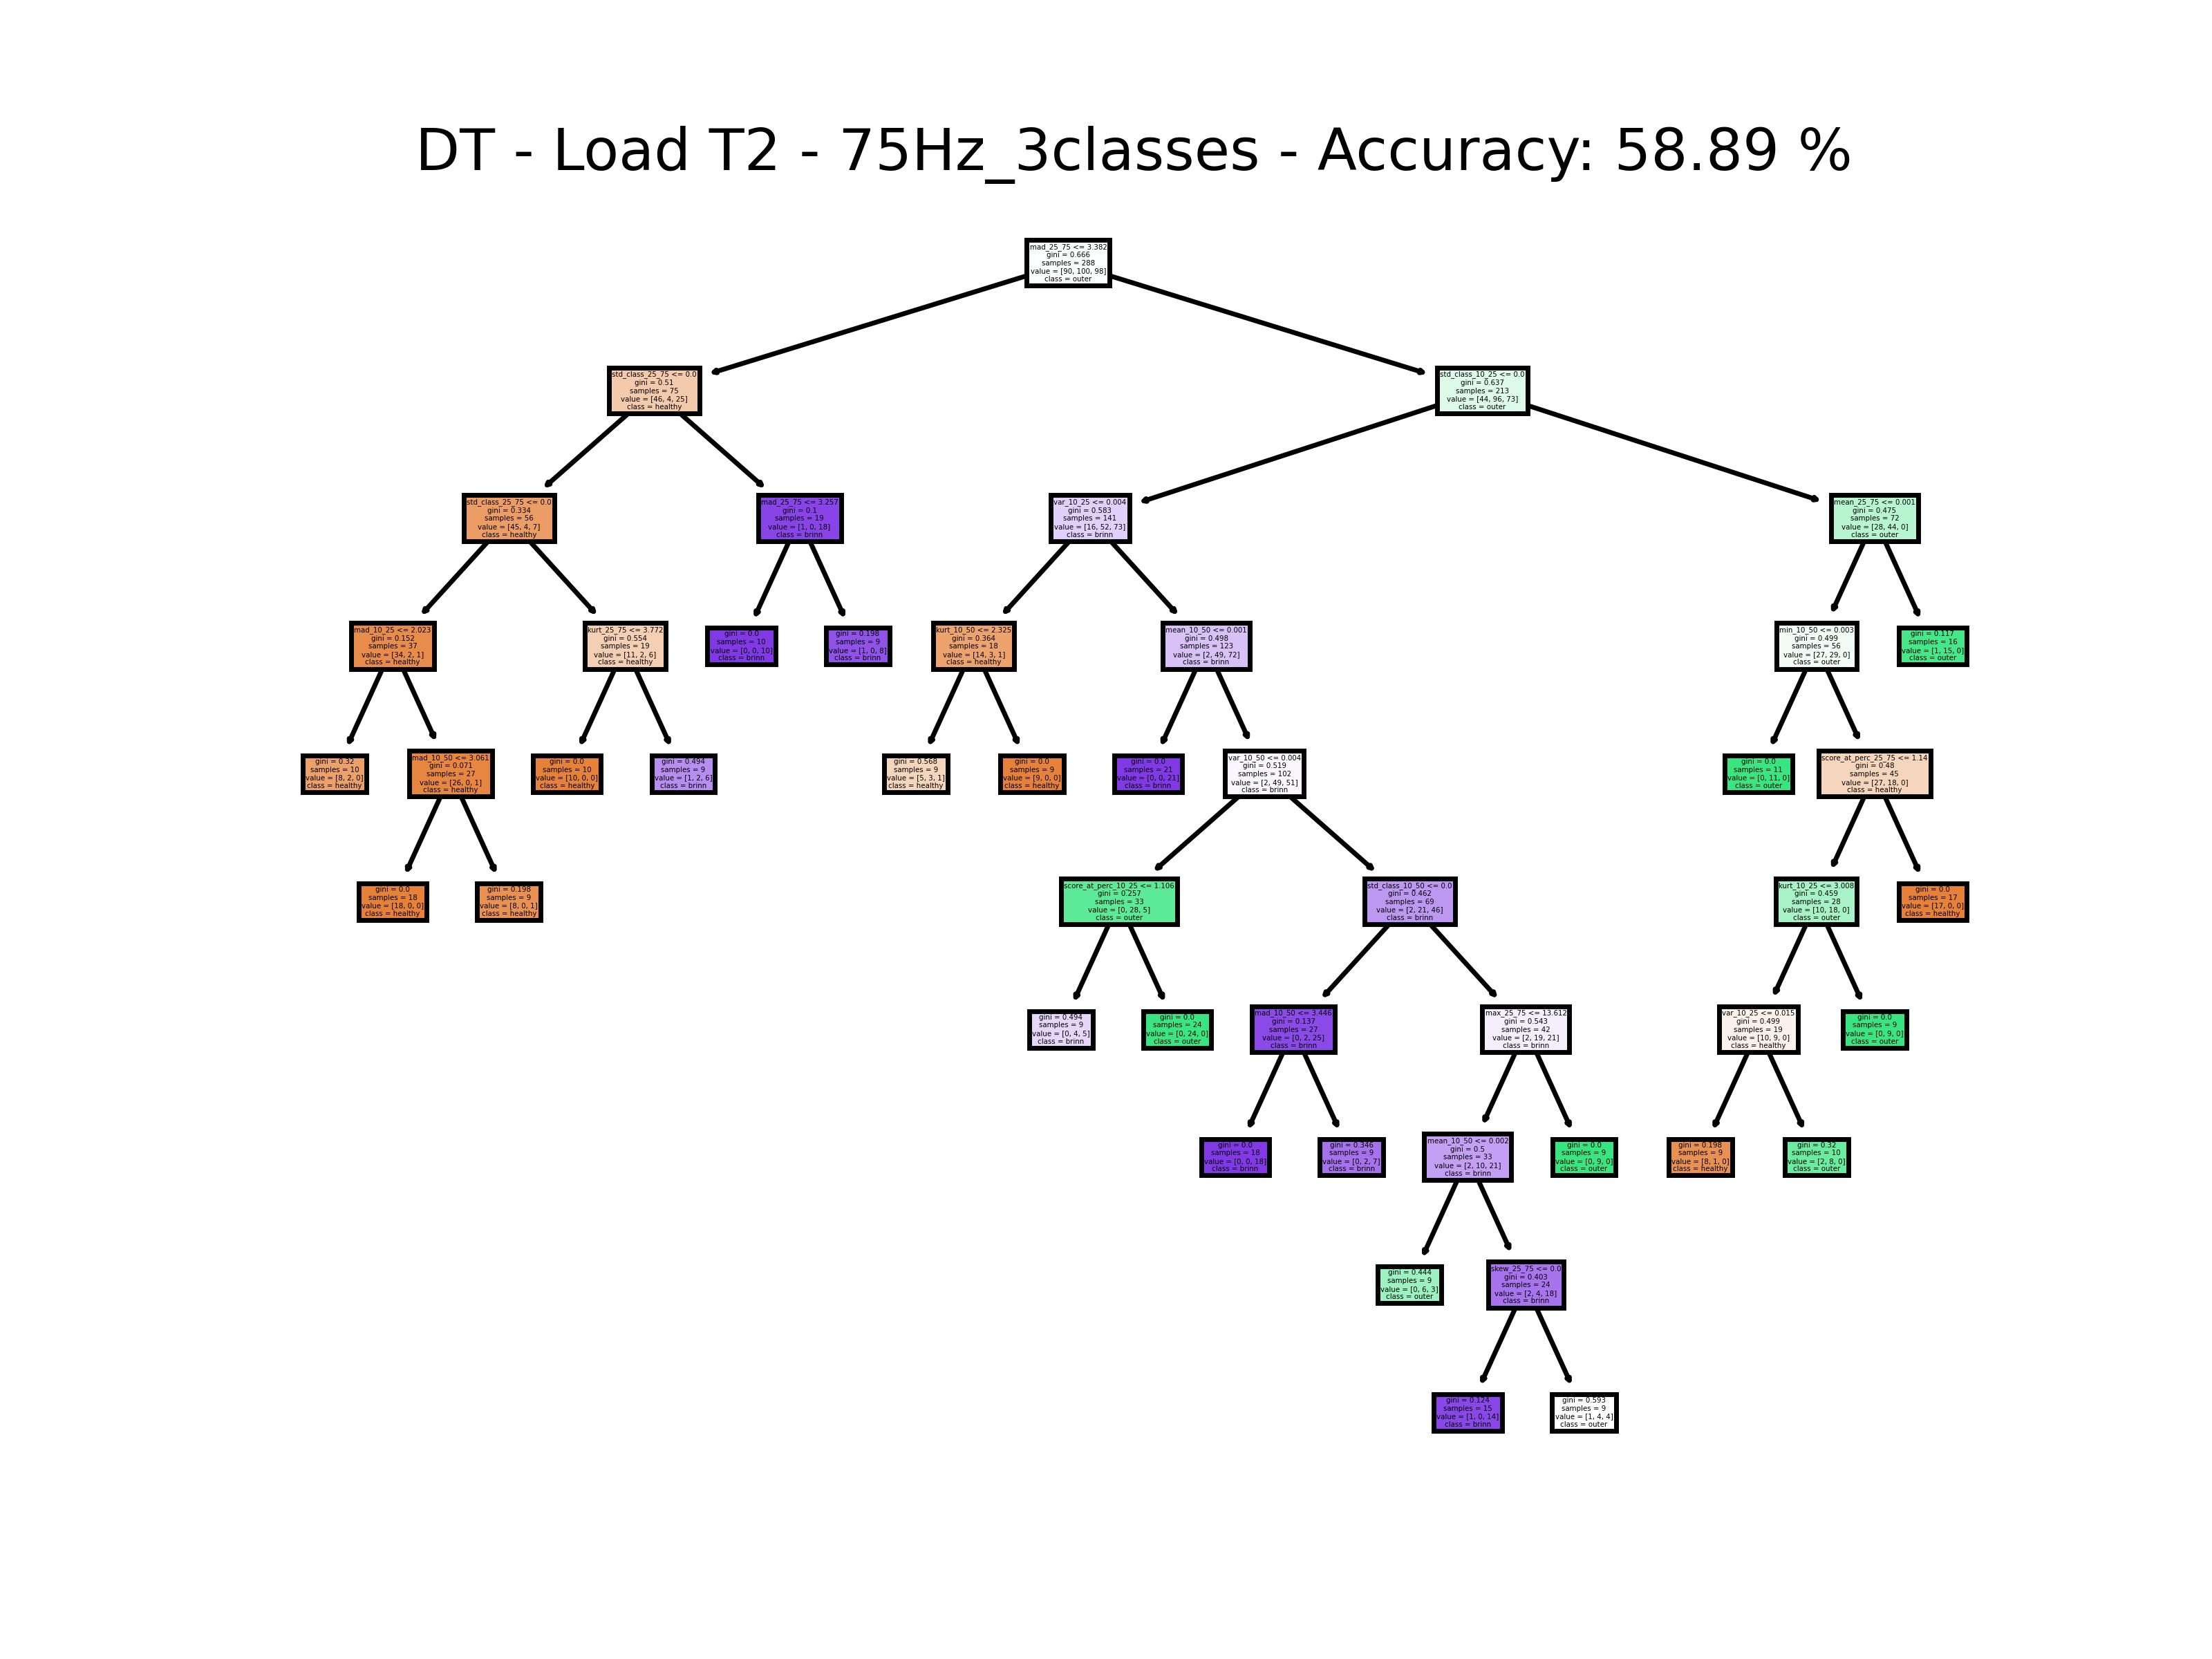 DT - Load T2 - 75Hz_3classes - Accuracy: 58.89 %
mad_25_75 <= 3.382
gini = 0.666
samples = 288
value = [90, 100, 98]
class = outer
std_class_25_75 <= 0.0
gini = 0.51
samples = 75
value = [46, 4, 25]
class = healthy
std_class_10_25 <= 0.0
gini = 0.637
samples = 213
value = [44, 96, 73]
class = outer
std_class_25_75 <= 0.0
gini = 0.334
samples = 56
value = [45, 4, 7]
class = healthy
mad_25_75 <= 3.257
gini = 0.1
samples = 19
value = [1, 0, 18]
class = brinn
var_10_25 <= 0.004
gini = 0.583
samples = 141
value = [16, 52, 73]
class = brinn
mean_25_75 <= 0.001
gini = 0.475
samples = 72
value = [28, 44, 0]
class = outer
mad_10_25 <= 2.023
gini = 0.152
samples = 37
value = [34, 2, 1]
class = healthy
kurt_25_75 <= 3.772
gini = 0.554
samples = 19
value = [11, 2, 6]
class = healthy
gini = 0.0
samples = 10
value = [0, 0, 10]
class = brinn
gini = 0.198
samples = 9
value = [1, 0, 8]
class = brinn
kurt_10_50 <= 2.325
gini = 0.364
samples = 18
value = [14, 3, 1]
class = healthy
mean_10_50 <= 0.001
gini = 0.498
samples = 123
value = [2, 49, 72]
class = brinn
min_10_50 <= 0.003
gini = 0.499
samples = 56
value = [27, 29, 0]
class = outer
gini = 0.117
samples = 16
value = [1, 15, 0]
class = outer
gini = 0.32
samples = 10
value = [8, 2, 0]
class = healthy
mad_10_50 <= 3.061
gini = 0.071
samples = 27
value = [26, 0, 1]
class = healthy
gini = 0.0
samples = 10
value = [10, 0, 0]
class = healthy
gini = 0.494
samples = 9
value = [1, 2, 6]
class = brinn
gini = 0.568
samples = 9
value = [5, 3, 1]
class = healthy
gini = 0.0
samples = 9
value = [9, 0, 0]
class = healthy
gini = 0.0
samples = 21
value = [0, 0, 21]
class = brinn
var_10_50 <= 0.004
gini = 0.519
samples = 102
value = [2, 49, 51]
class = brinn
gini = 0.0
samples = 11
value = [0, 11, 0]
class = outer
score_at_perc_25_75 <= 1.14
gini = 0.48
samples = 45
value = [27, 18, 0]
class = healthy
gini = 0.0
samples = 18
value = [18, 0, 0]
class = healthy
gini = 0.198
samples = 9
value = [8, 0, 1]
class = healthy
score_at_perc_10_25 <= 1.106
gini = 0.257
samples = 33
value = [0, 28, 5]
class = outer
std_class_10_50 <= 0.0
gini = 0.462
samples = 69
value = [2, 21, 46]
class = brinn
kurt_10_25 <= 3.008
gini = 0.459
samples = 28
value = [10, 18, 0]
class = outer
gini = 0.0
samples = 17
value = [17, 0, 0]
class = healthy
gini = 0.494
samples = 9
value = [0, 4, 5]
class = brinn
gini = 0.0
samples = 24
value = [0, 24, 0]
class = outer
mad_10_50 <= 3.446
gini = 0.137
samples = 27
value = [0, 2, 25]
class = brinn
max_25_75 <= 13.612
gini = 0.543
samples = 42
value = [2, 19, 21]
class = brinn
var_10_25 <= 0.015
gini = 0.499
samples = 19
value = [10, 9, 0]
class = healthy
gini = 0.0
samples = 9
value = [0, 9, 0]
class = outer
gini = 0.0
samples = 18
value = [0, 0, 18]
class = brinn
gini = 0.346
samples = 9
value = [0, 2, 7]
class = brinn
mean_10_50 <= 0.002
gini = 0.5
samples = 33
value = [2, 10, 21]
class = brinn
gini = 0.0
samples = 9
value = [0, 9, 0]
class = outer
gini = 0.198
samples = 9
value = [8, 1, 0]
class = healthy
gini = 0.32
samples = 10
value = [2, 8, 0]
class = outer
gini = 0.444
samples = 9
value = [0, 6, 3]
class = outer
skew_25_75 <= 0.0
gini = 0.403
samples = 24
value = [2, 4, 18]
class = brinn
gini = 0.124
samples = 15
value = [1, 0, 14]
class = brinn
gini = 0.593
samples = 9
value = [1, 4, 4]
class = outer